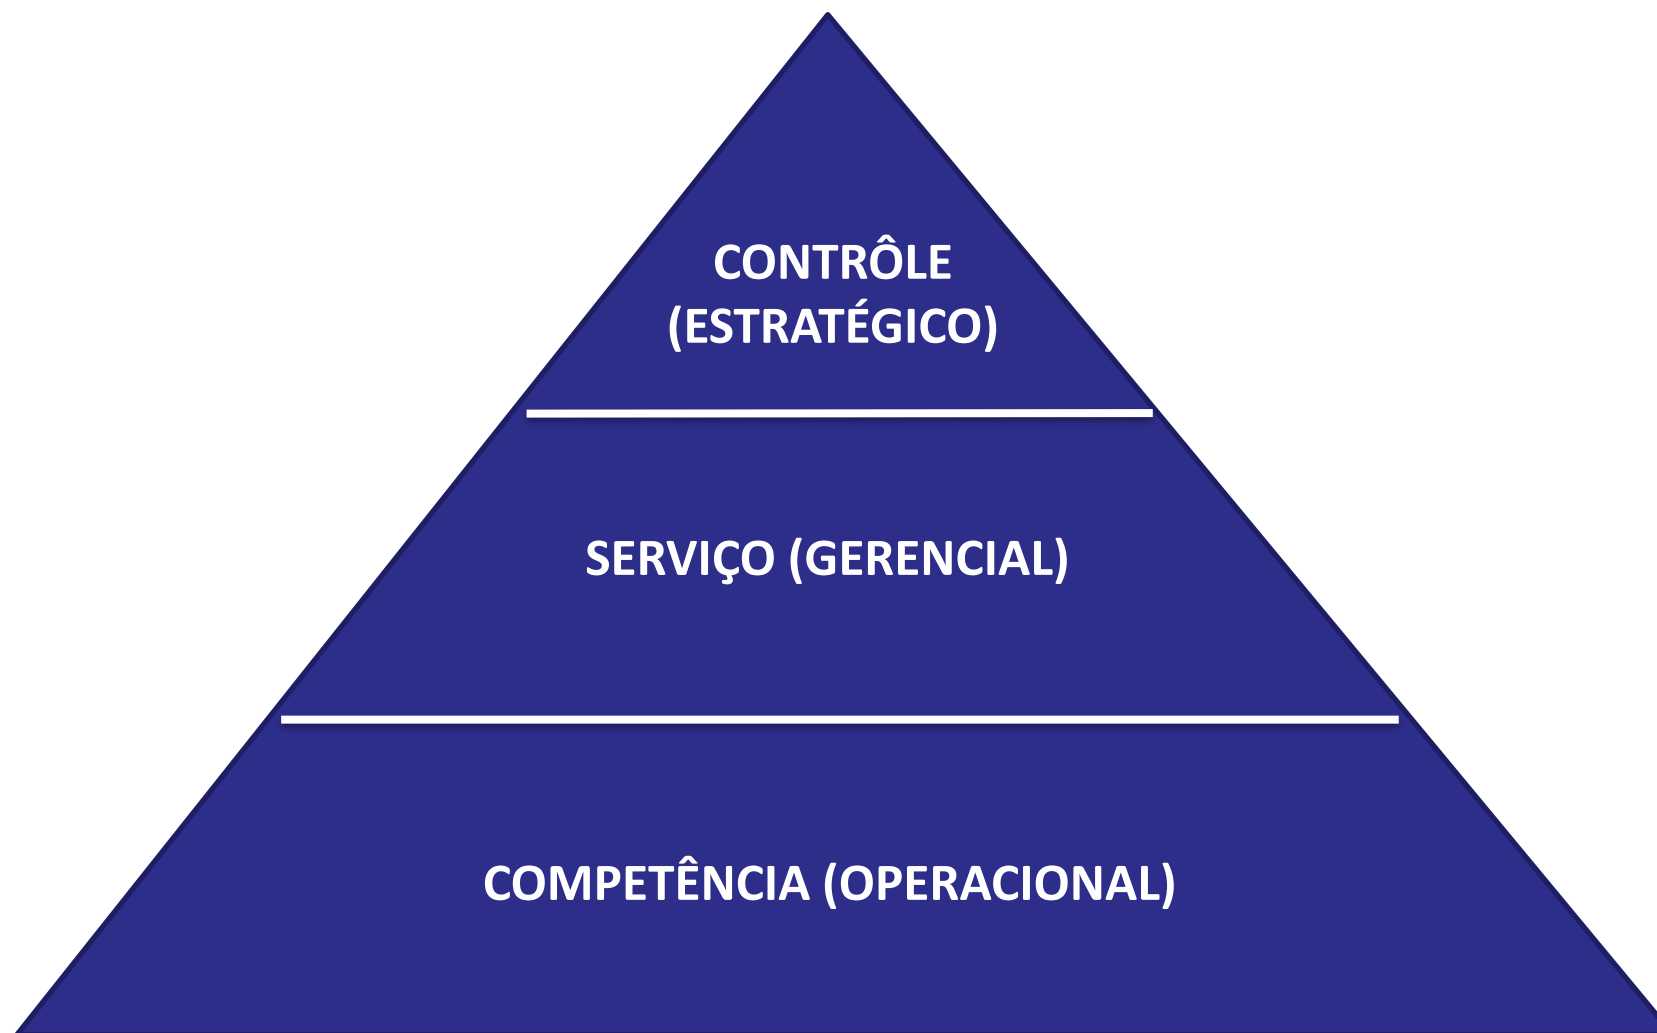 CONTRÔLE
(ESTRATÉGICO)
SERVIÇO (GERENCIAL)
COMPETÊNCIA (OPERACIONAL)